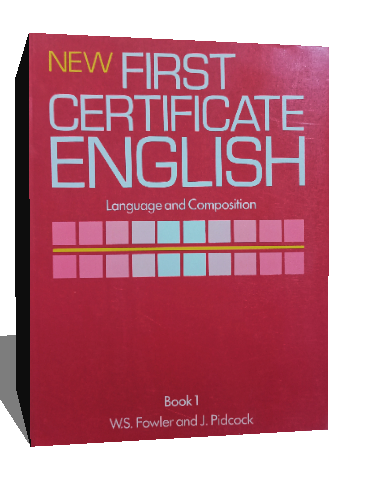 NEW FIRST
CERTIFICATE
ENGLISH
Language and Composition
Book 1
W.S. Fowler and J. Pidcock